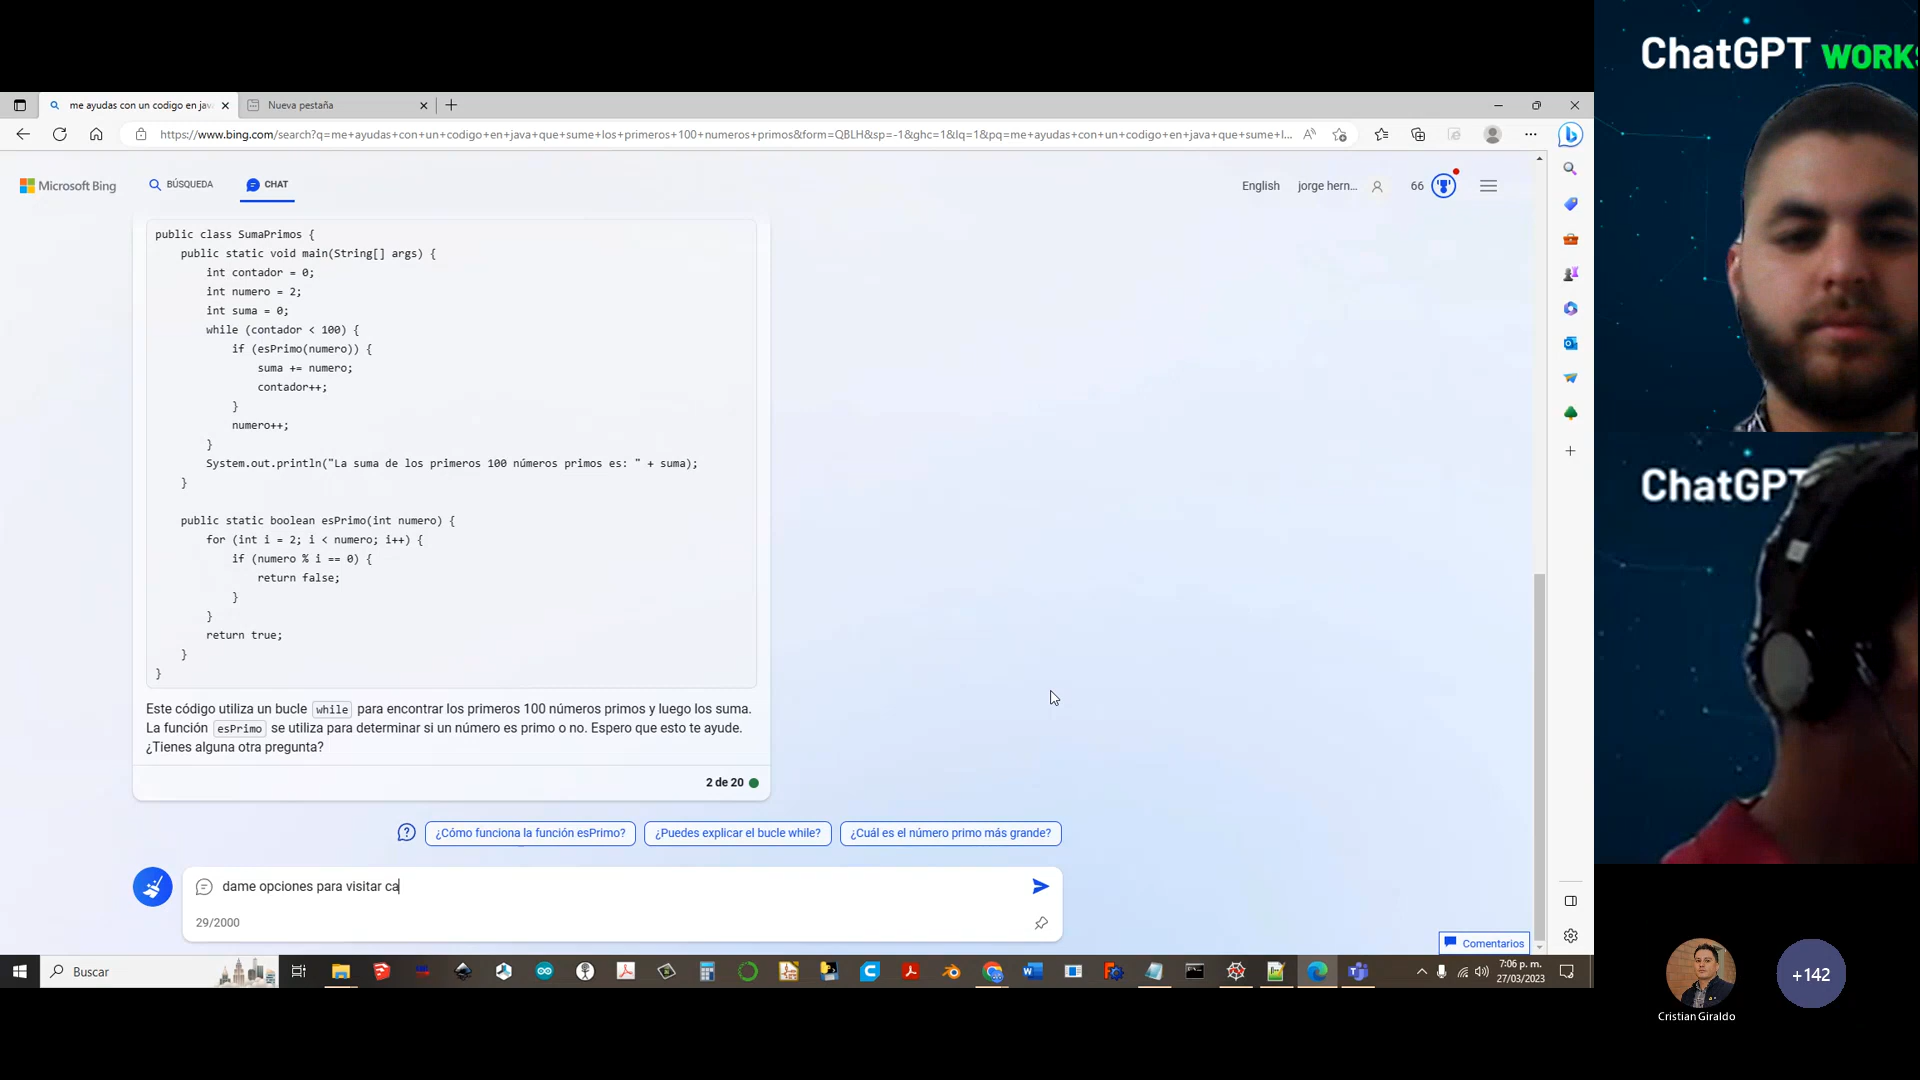 ChatGPT WORKS
me ayudas con un codigo en jav
Nueva pestaña
https://www.bing.com/search?q=me+ayudas+con+un+codigo+en+java+que+sume+los+primeros+100+numeros+primos&form=QBLH&sp=-1&ghc=1&lq=1&pq=me+ayudas+con+un+codigo+en+java+que+sume+l...
Microsoft Bing
BÚSQUEDA
CHAT
English
jorge hern...
66
public class SumaPrimos {
public static void main(String[] args) {
int contador = 0;
int numero = 2;
int suma = 0;
while (contador < 100) {
if (esPrimo(numero)) {
suma += numero;
contador++;
}
numero++;
}
System.out.println("La suma de los primeros 100 números primos es: " + suma);
}
public static boolean esPrimo(int numero) {
for (int i = 2; i < numero; i++) {
if (numero % i == 0) {
return false;
}
}
return true;
}
}
Este código utiliza un bucle while para encontrar los primeros 100 números primos y luego los suma.
La función esPrimo se utiliza para determinar si un número es primo o no. Espero que esto te ayude.
¿Tienes alguna otra pregunta?
2 de 20
¿Cómo funciona la función esPrimo?
¿Puedes explicar el bucle while?
¿Cuál es el número primo más grande?
dame opciones para visitar ca
29/2000
Comentarios
Buscar
7:06 p. m.
27/03/2023
ChatGPT
+142
Cristian Giraldo